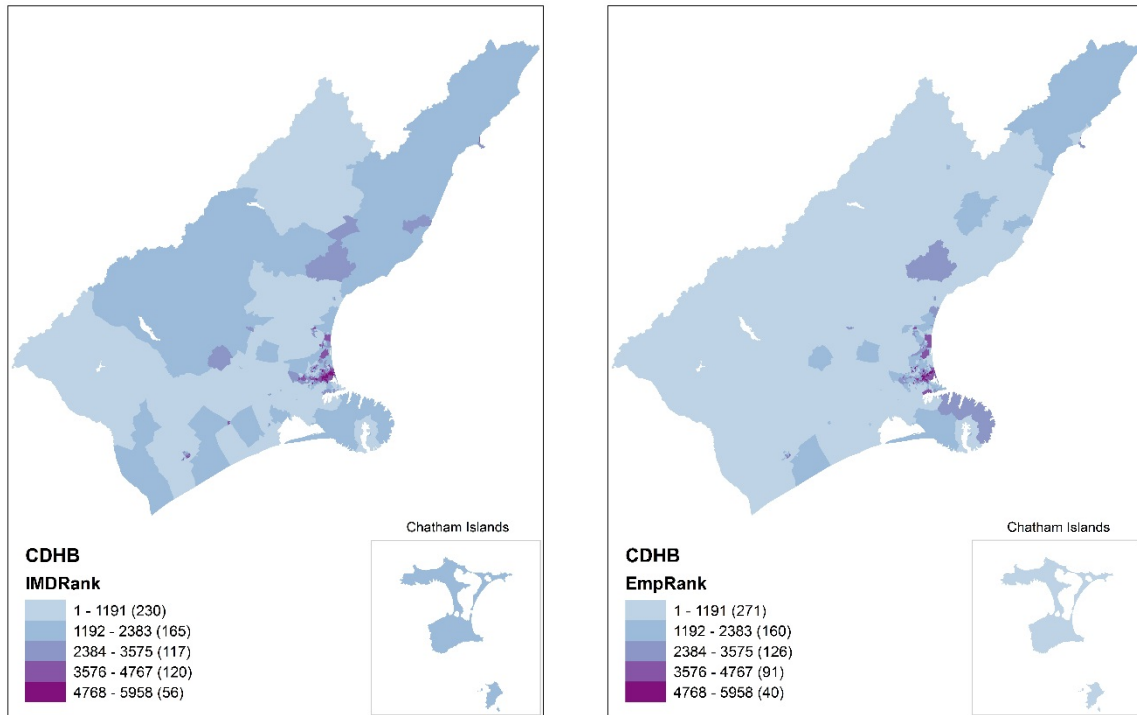 Chatham Islands
CDHB
IMDRank
1 - 1191 (230)
1192 - 2383 (165)
2384 - 3575 (117)
3576 - 4767 (120)
4768 - 5958 (56)
Chatham Islands
CDHB
EmpRank
1 - 1191 (271)
1192 - 2383 (160)
2384 - 3575 (126)
3576 - 4767 (91)
4768 - 5958 (40)